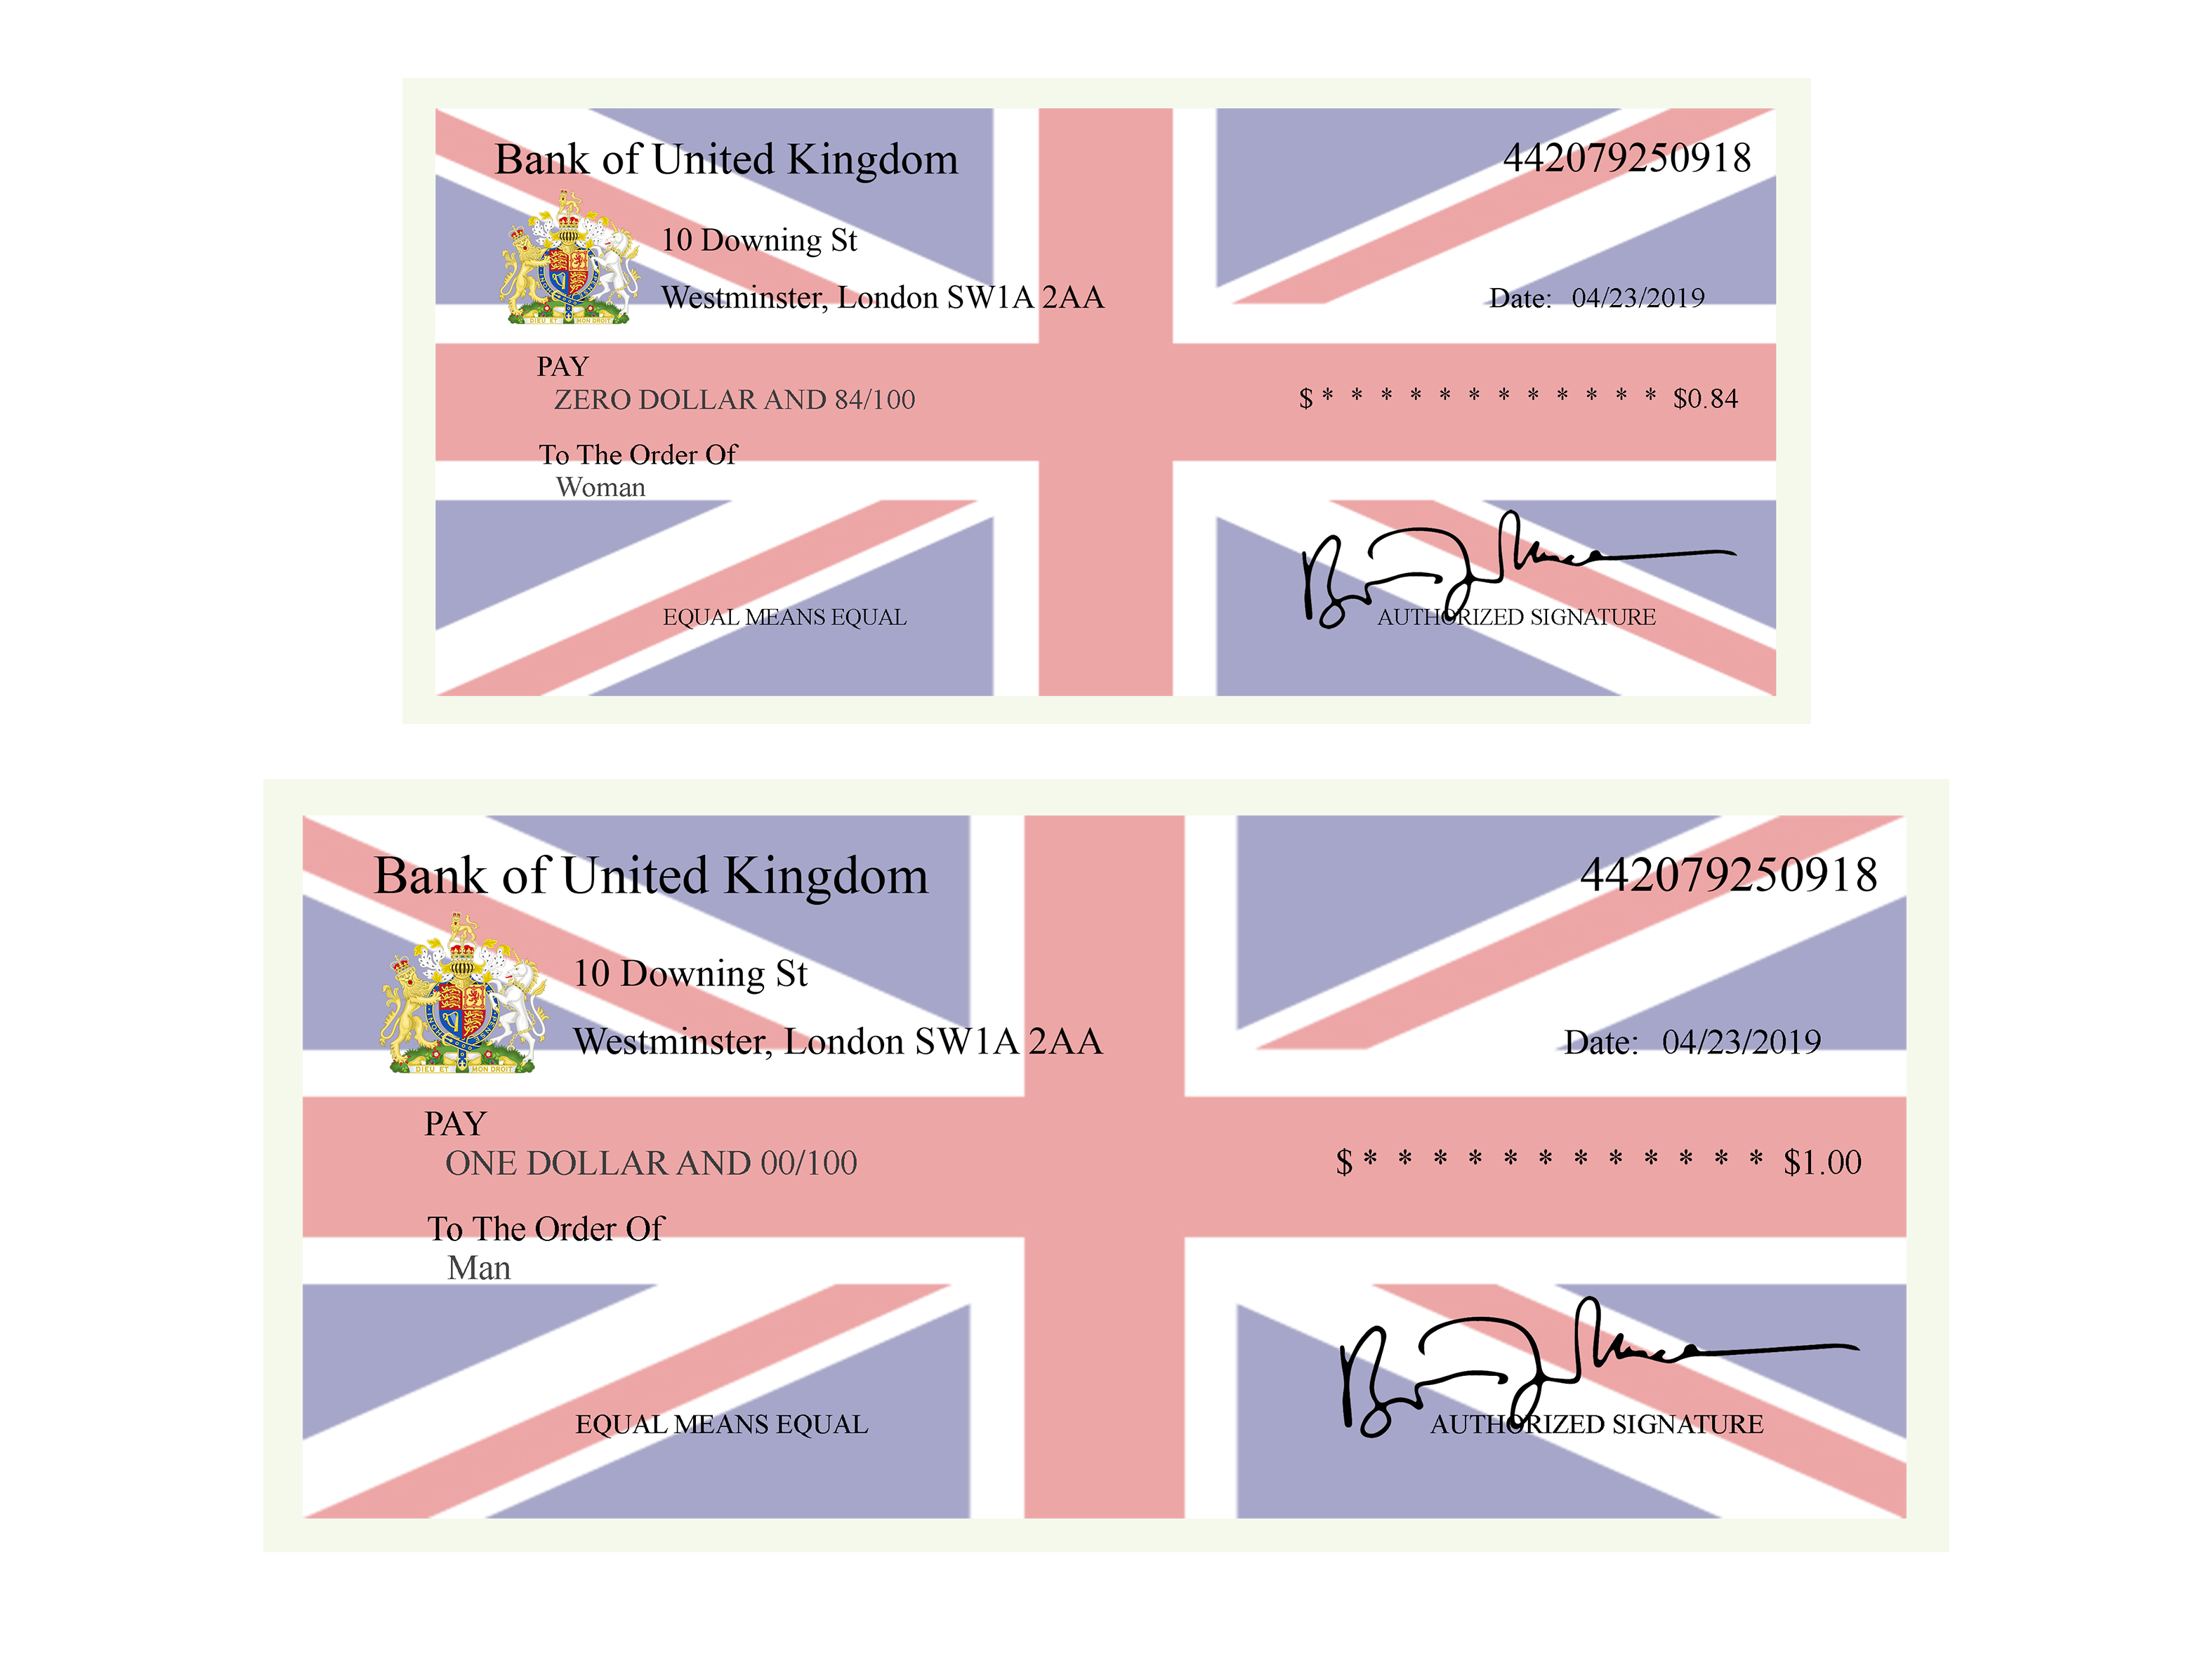 Bank of United Kingdom
442079250918
10 Downing St
Westminster, London SW1A 2AA
Date: 04/23/2019
DIEU ET MON DROIT
PAY
ZERO DOLLAR AND 84/100
$ * * * * * * * * * * * * $0.84
To The Order Of
Woman
EQUAL MEANS EQUAL
AUTHORIZED SIGNATURE
Bank of United Kingdom
442079250918
10 Downing St
Westminster, London SW1A 2AA
Date: 04/23/2019
DIEU ET MON DROIT
PAY
ONE DOLLAR AND 00/100
$ * * * * * * * * * * * * $1.00
To The Order Of
Man
EQUAL MEANS EQUAL
AUTHORIZED SIGNATURE